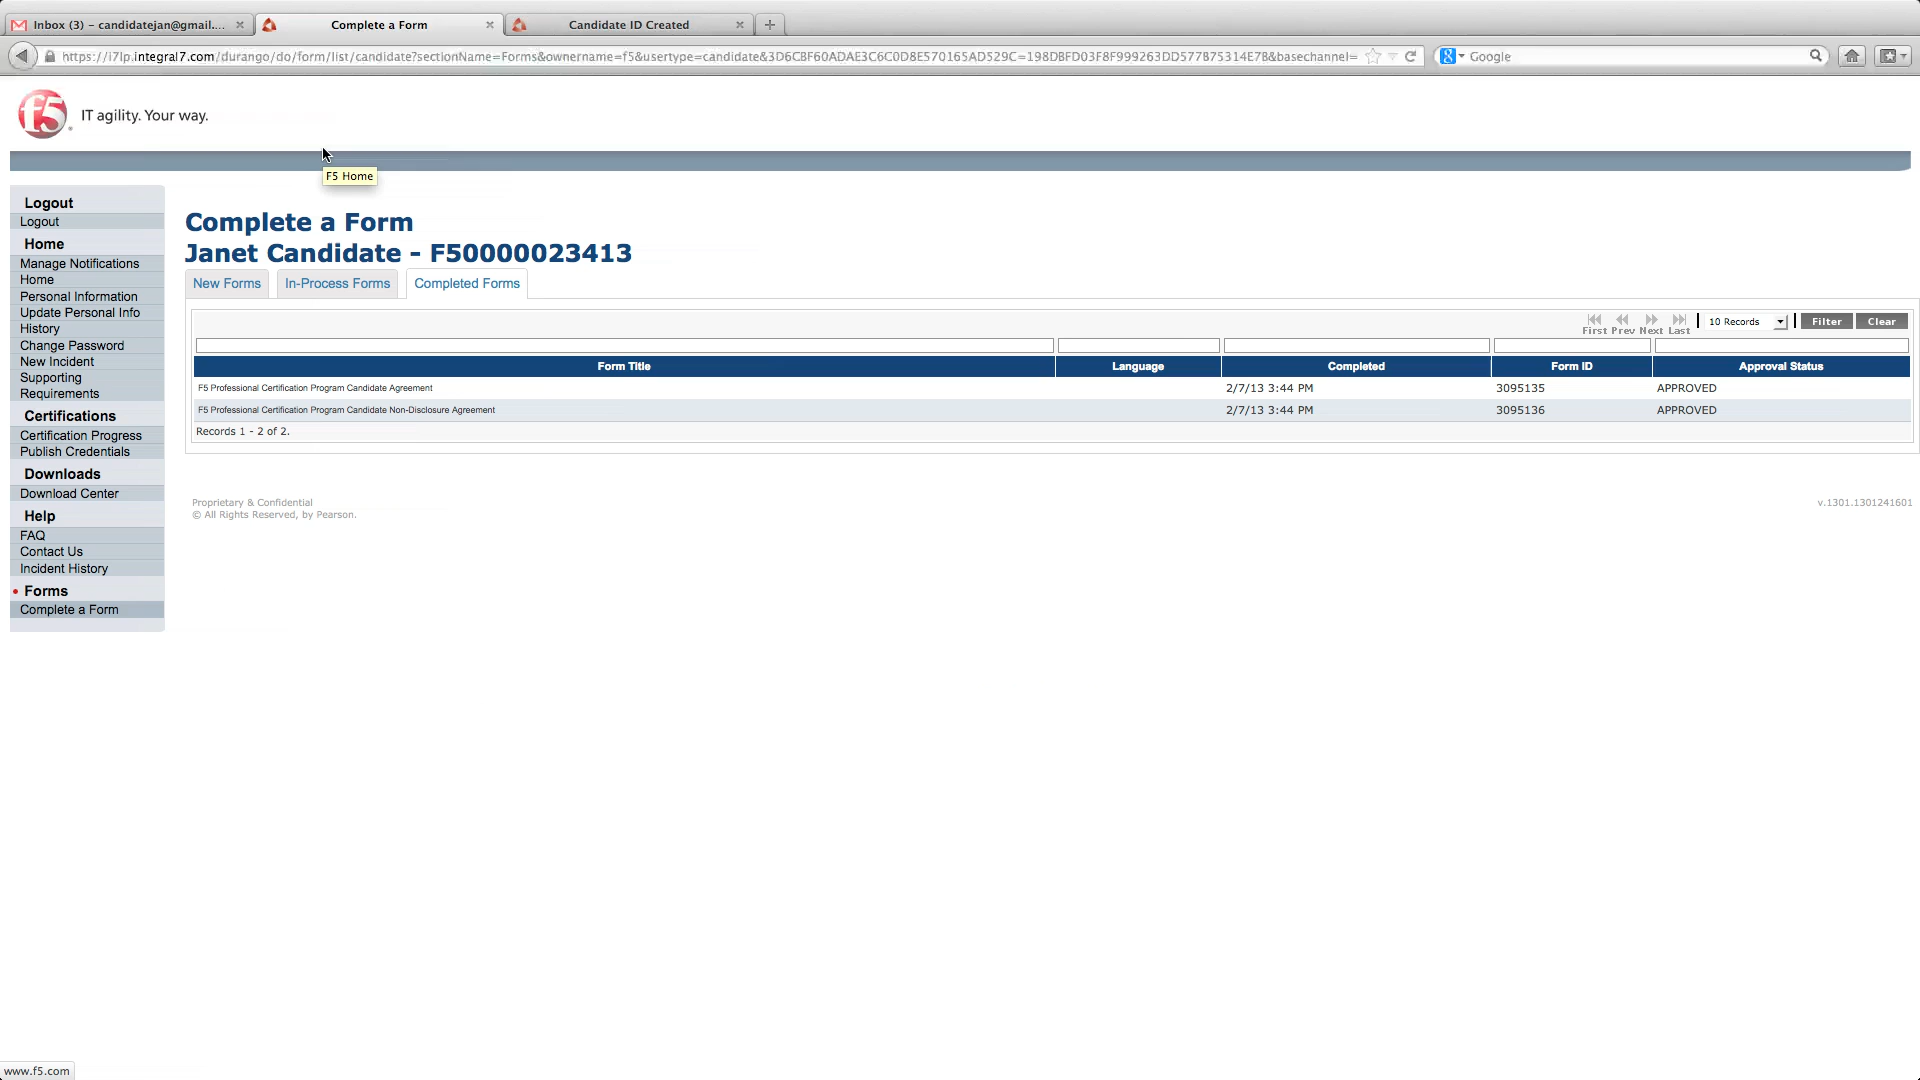 Inbox (3) – candidatejan@gmail....
Complete a Form
Candidate ID Created
https://i7lp.integral7.com/durango/do/form/list/candidate?sectionName=Forms&ownername=f5&usertype=candidate&3D6CBF60ADAE3C6C0D8E570165AD529C=198DBFD03F8F999263DD577B75314E7B&basechannel=
Google
f5 IT agility. Your way.
F5 Home
Logout
Logout
Home
Manage Notifications
Home
Personal Information
Update Personal Info
History
Change Password
New Incident
Supporting
Requirements
Certifications
Certification Progress
Publish Credentials
Downloads
Download Center
Help
FAQ
Contact Us
Incident History
Forms
Complete a Form
Complete a Form
Janet Candidate - F50000023413
New Forms In-Process Forms Completed Forms
First Prev Next Last 10 Records Filter Clear
Form Title Language Completed Form ID Approval Status
F5 Professional Certification Program Candidate Agreement 2/7/13 3:44 PM 3095135 APPROVED
F5 Professional Certification Program Candidate Non-Disclosure Agreement 2/7/13 3:44 PM 3095136 APPROVED
Records 1 - 2 of 2.
Proprietary & Confidential v.1301.1301241601
© All Rights Reserved, by Pearson.
www.f5.com